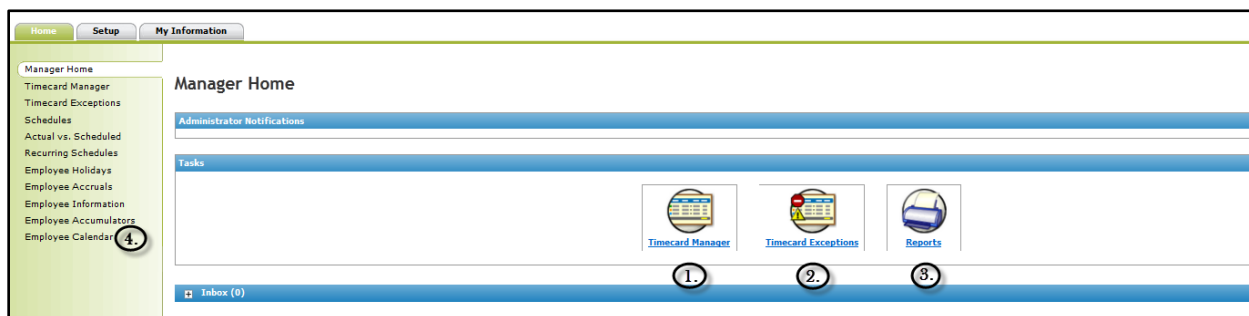 Home Setup My Information
Manager Home
Timecard Manager
Timecard Exceptions
Schedules
Actual vs. Scheduled
Recurring Schedules
Employee Holidays
Employee Accruals
Employee Information
Employee Accumulators
Employee Calendar 4.
Manager Home
Administrator Notifications
Tasks
Timecard Manager Timecard Exceptions Reports
1. 2. 3.
Inbox (0)